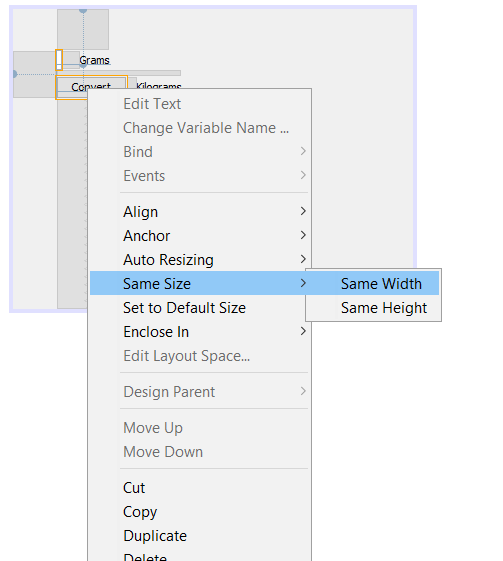 Grams
Convert
Kilograms
Edit Text
Change Variable Name ...
Bind
Events
Align
Anchor
Auto Resizing
Same Size
Same Width
Set to Default Size
Same Height
Enclose In
Edit Layout Space...
Design Parent
Move Up
Move Down
Cut
Copy
Duplicate
Delete